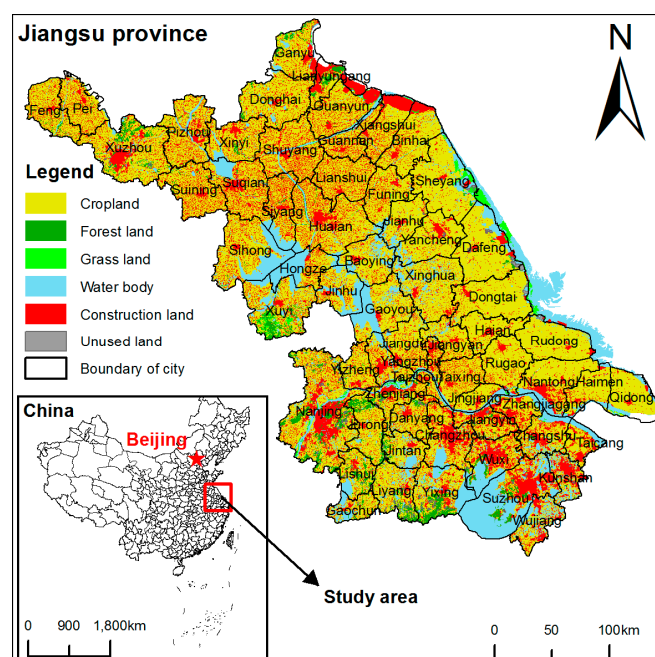 Jiangsu province
N
Ganyu
Lianyungang
Donghai
Guanyun
Feng
Pei
Xiangshui
Pizhou
Guannan
Binhai
Xuzhou
Xinyi
Shuyang
Legend
Lianshui
Sheyang
Suining
Suqian
Funing
Cropland
Siyang
Jianhu
Forest land
Huaian
Yancheng
Grass land
Sihong
Baoying
Dafeng
Water body
Hongze
Xinghua
Construction land
Jinhu
Xuyi
Gaoyou
Dongtai
Unused land
Haian
Boundary of city
Jiangdu
Jiangyan
Rudong
Yizheng
Yangzhou
Rugao
Taizhou
Taixing
Nantong
Haimen
Zhenjiang
Jingjiang
Zhangjiagang
Qidong
Nanjing
Jurong
Danyang
Jiangyin
Changzhou
Changshu
Taicang
Jintan
Wuxi
Lishui
Kunshan
Liyang
Yixing
Suzhou
Gaochun
Wujiang
China
Beijing
Study area
0 900 1,800km
0 50 100km